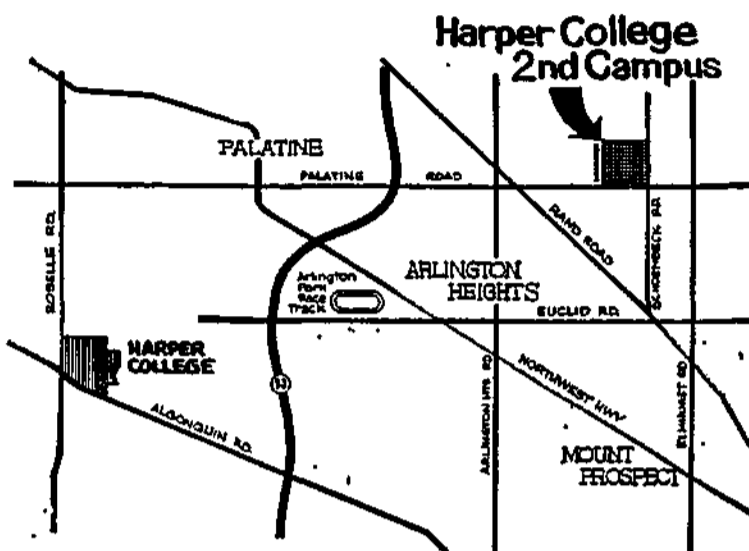 Harper College
2nd Campus
PALATINE
PALATINE ROAD
ROSELLE RD.
RAND ROAD
SCHOENBECK RD
ARLINGTON
HEIGHTS
Arlington
Park
Race
Track
EUCLID RD.
HARPER
COLLEGE
53
ALGONQUIN RD.
ARLINGTON HTS RD
NORTHWEST HWY
ELMHURST RD
MOUNT
PROSPECT